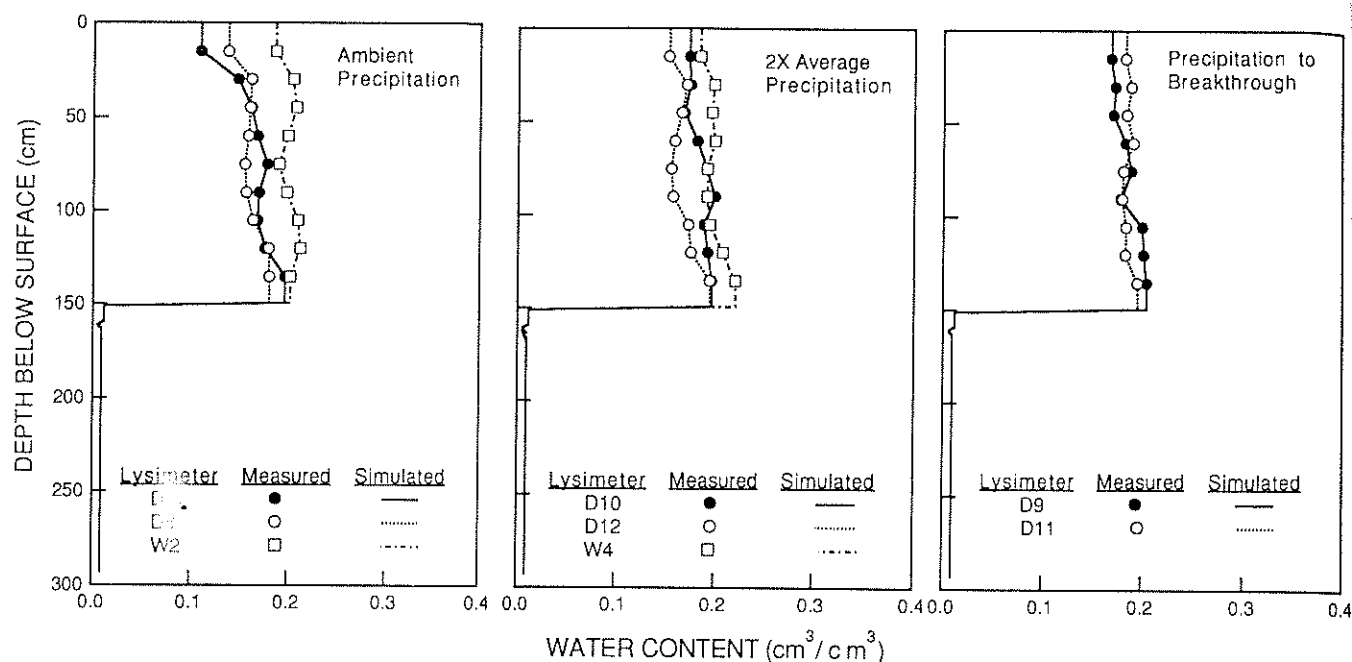 Ambient
Precipitation
2X Average
Precipitation
Precipitation to
Breakthrough
DEPTH BELOW SURFACE (cm)
0
50
100
150
200
250
300
Lysimeter Measured Simulated
W2
Lysimeter Measured Simulated
D10
D12
W4
Lysimeter Measured Simulated
D9
D11
0.0 0.1 0.2 0.3 0.4
0.0 0.1 0.2 0.3 0.4
0.0 0.1 0.2 0.3 0.4
WATER CONTENT (cm³/cm³)